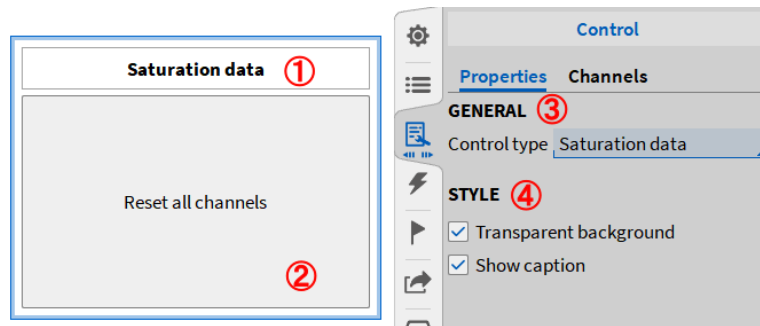 Saturation data ①
Reset all channels
②
Control
Properties Channels
GENERAL ③
Control type Saturation data
STYLE ④
Transparent background
Show caption